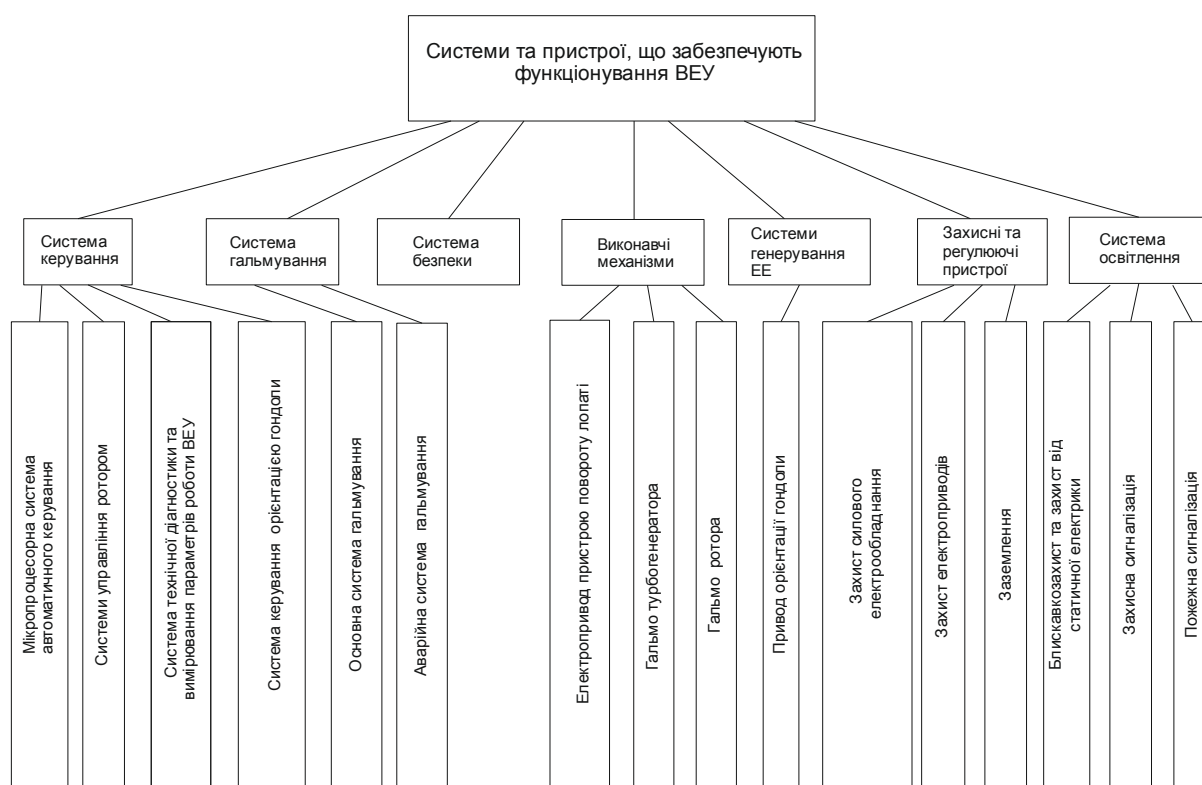 Системи та пристрої, що забезпечують
функціонування ВЕУ
Система
керування
Система
гальмування
Система
безпеки
Виконавчі
механізми
Системи
генерування
ЕЕ
Захисні та
регулюючі
пристрої
Система
освітлення
Мікропроцесорна система
автоматичного керування
Системи управління ротором
Система технічної діагностики та
вимірювання параметрів роботи ВЕУ
Система керування орієнтацією гондоли
Основна система гальмування
Аварійна система гальмування
Електропривод пристрою повороту лопаті
Гальмо турбогенератора
Гальмо ротора
Привод орієнтації гондоли
Захист силового
електрообладнання
Захист електроприводів
Заземлення
Блискавкозахист та захист від
статичної електрики
Захисна сигналізація
Пожежна сигналізація